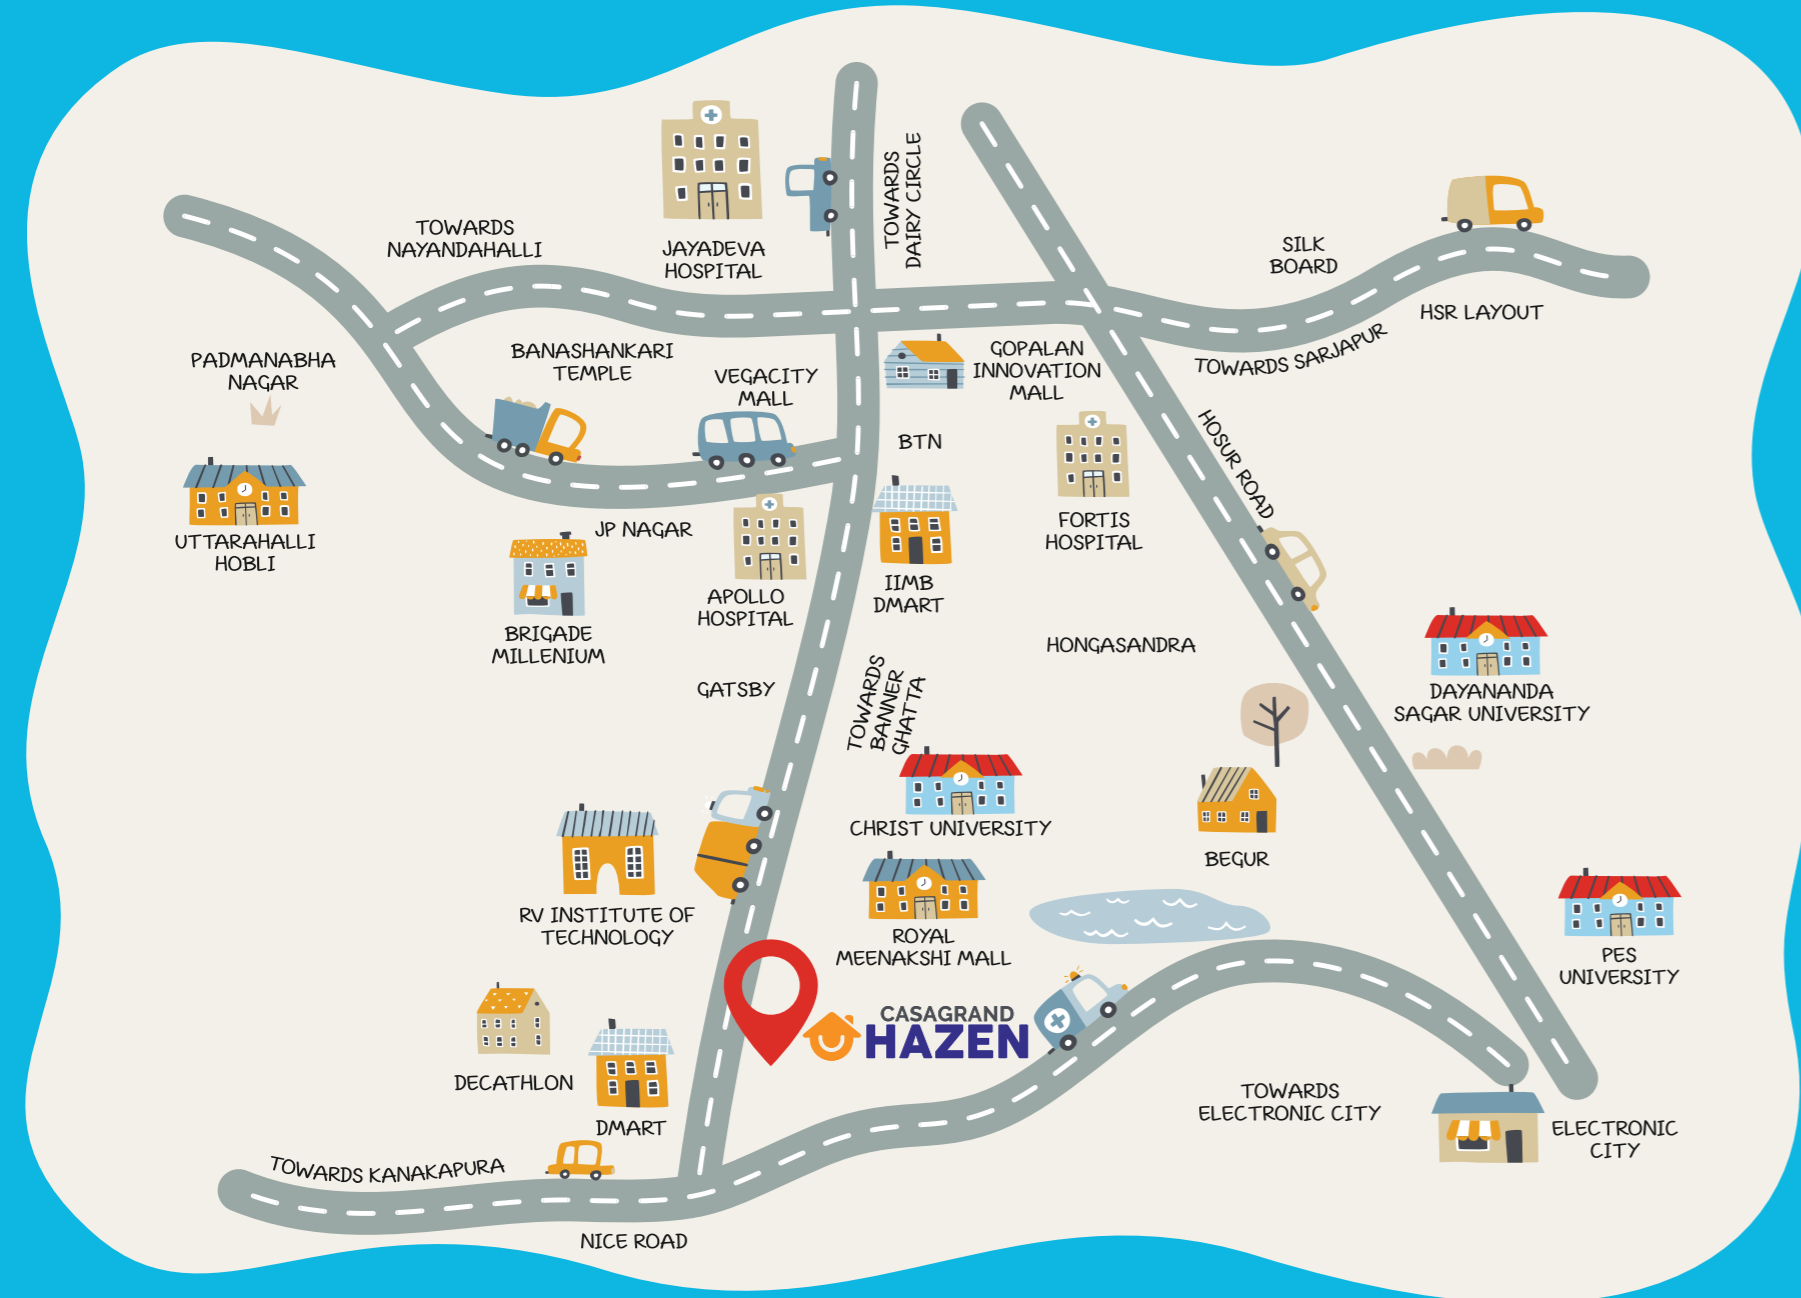 TOWARDS
DAIRY CIRCLE
TOWARDS
NAYANDAHALLI
JAYADEVA
HOSPITAL
SILK
BOARD
HSR LAYOUT
TOWARDS SARJAPUR
PADMANABHA
NAGAR
BANASHANKARI
TEMPLE
VEGACITY
MALL
GOPALAN
INNOVATION
MALL
BTN
HOSUR ROAD
UTTARAHALLI
HOBLI
JP NAGAR
FORTIS
HOSPITAL
APOLLO
HOSPITAL
IIMB
DMART
BRIGADE
MILLENIUM
HONGASANDRA
GATSBY
TOWARDS
BANNER
GHATTA
DAYANANDA
SAGAR UNIVERSITY
CHRIST UNIVERSITY
BEGUR
RV INSTITUTE OF
TECHNOLOGY
ROYAL
MEENAKSHI MALL
PES
UNIVERSITY
CASAGRAND
HAZEN
DECATHLON
DMART
TOWARDS
ELECTRONIC CITY
ELECTRONIC
CITY
TOWARDS KANAKAPURA
NICE ROAD